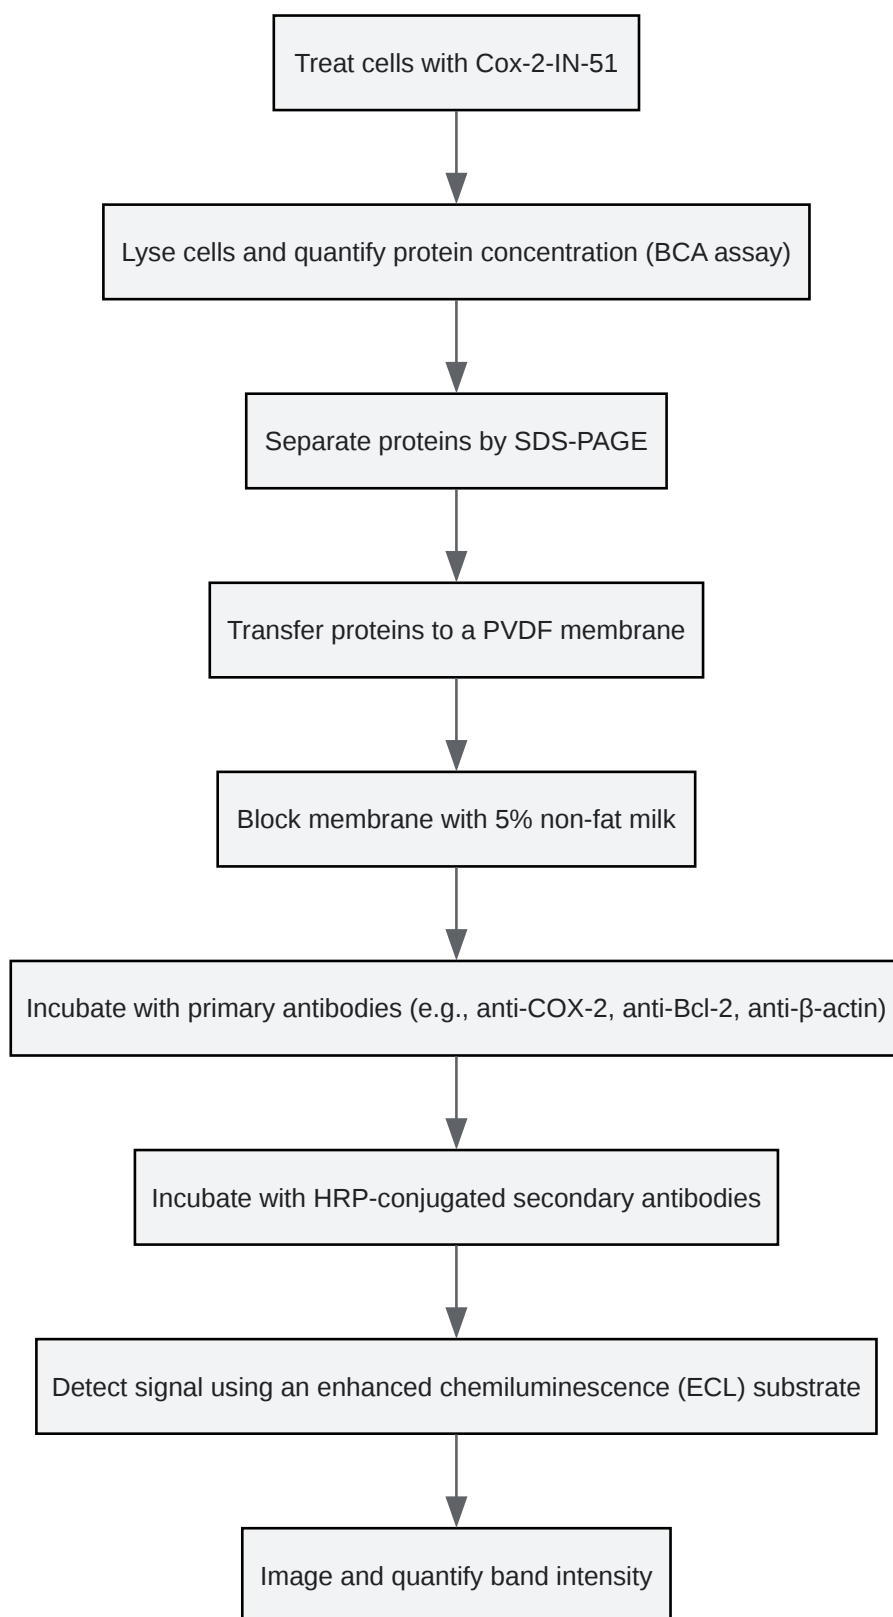 Treat cells with Cox-2-IN-51
Lyse cells and quantify protein concentration (BCA assay)
Separate proteins by SDS-PAGE
Transfer proteins to a PVDF membrane
Block membrane with 5% non-fat milk
Incubate with primary antibodies (e.g., anti-COX-2, anti-Bcl-2, anti-β-actin)
Incubate with HRP-conjugated secondary antibodies
Detect signal using an enhanced chemiluminescence (ECL) substrate
Image and quantify band intensity